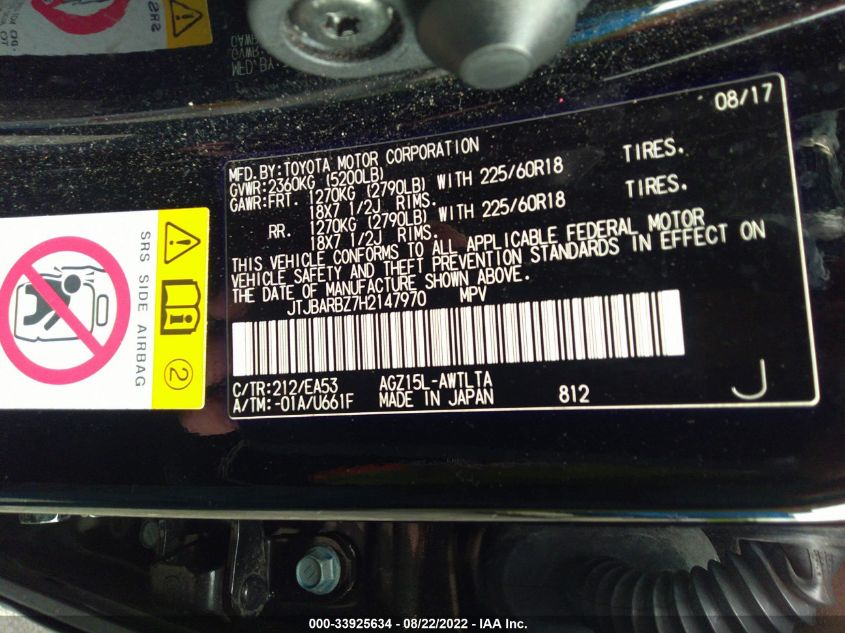 08/17
MFD.BY:TOYOTA MOTOR CORPORATION
GVWR:2360KG (5200LB)
GAWR:FRT. 1270KG (2790LB) WITH 225/60R18 TIRES.
18X7 1/2J RIMS.
RR. 1270KG (2790LB) WITH 225/60R18 TIRES.
18X7 1/2J RIMS.
THIS VEHICLE CONFORMS TO ALL APPLICABLE FEDERAL MOTOR
VEHICLE SAFETY AND THEFT PREVENTION STANDARDS IN EFFECT ON
THE DATE OF MANUFACTURE SHOWN ABOVE.
JTJBARBZ7H2147970 MPV
C/TR:212/EA53 AGZ15L-AWTLTA
A/TM:-01A/U661F MADE IN JAPAN 812
J
SRS SIDE AIRBAG
2
SRS
000-33925634 - 08/22/2022 - IAA Inc.